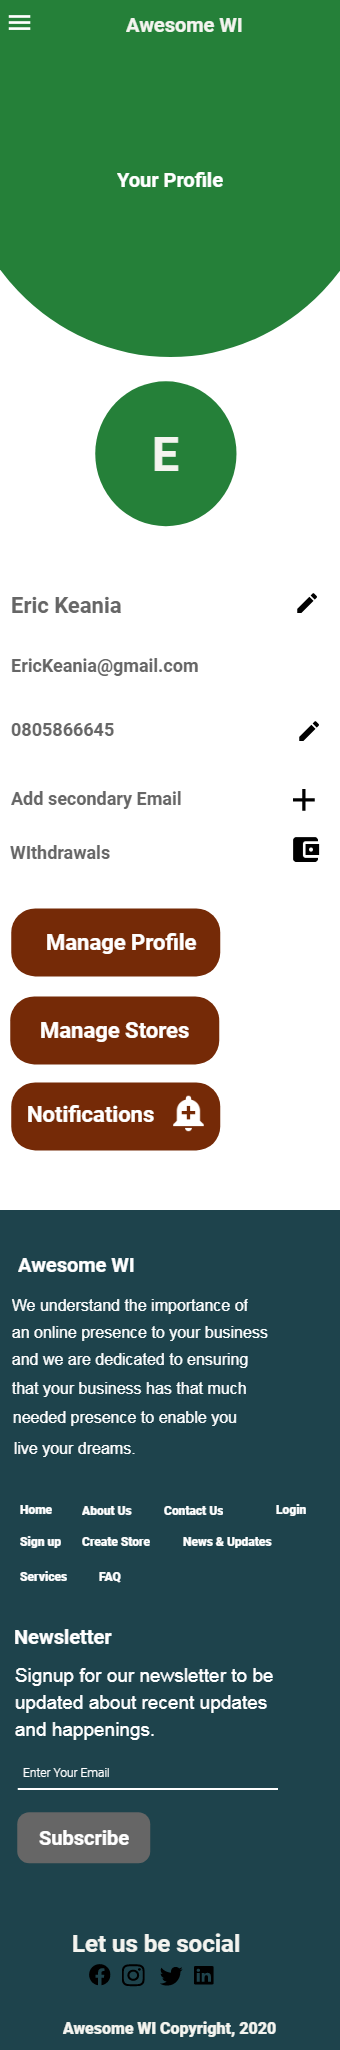 Awesome WI
Your Profile
E
Eric Keania
EricKeania@gmail.com
0805866645
Add secondary Email
WIthdrawals
Manage Profile
Manage Stores
Notifications
Awesome WI
We understand the importance of
an online presence to your business
and we are dedicated to ensuring
that your business has that much
needed presence to enable you
live your dreams.
Home About Us Contact Us Login
Sign up Create Store News & Updates
Services FAQ
Newsletter
Signup for our newsletter to be
updated about recent updates
and happenings.
Enter Your Email
Subscribe
Let us be social
Awesome WI Copyright, 2020